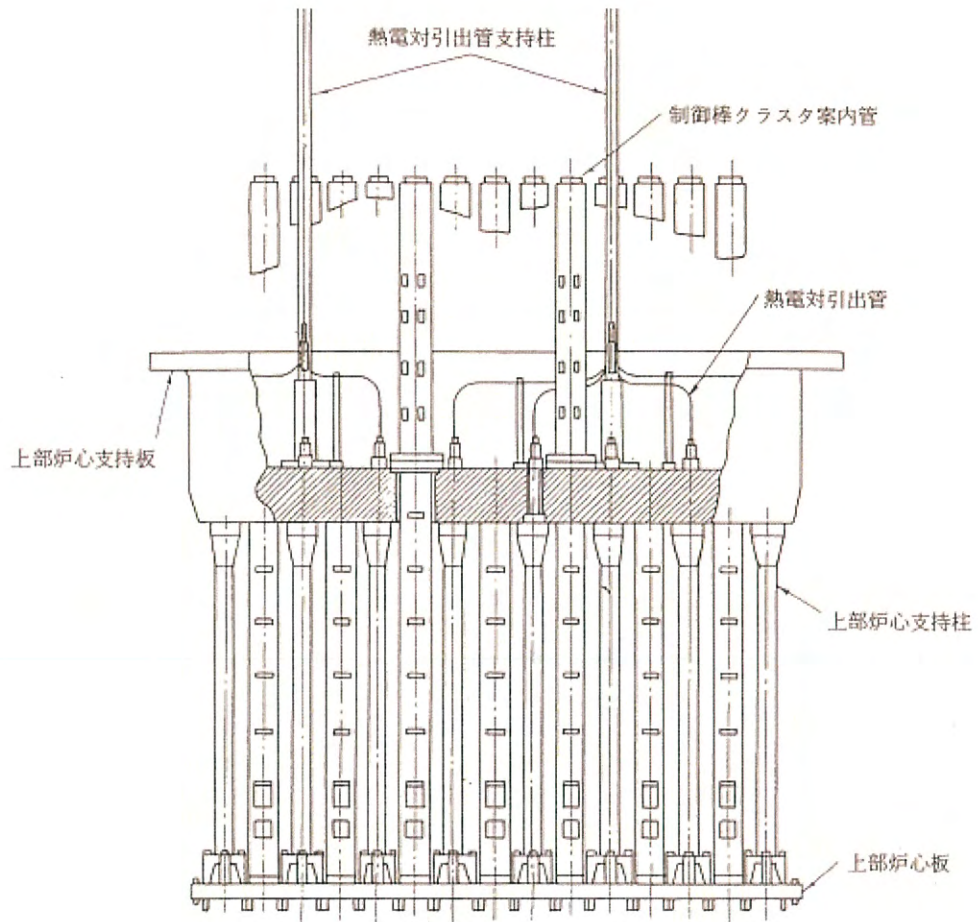 熱電対引出管支持柱
制御棒クラスタ案内管
熱電対引出管
上部炉心支持板
上部炉心支持柱
上部炉心板